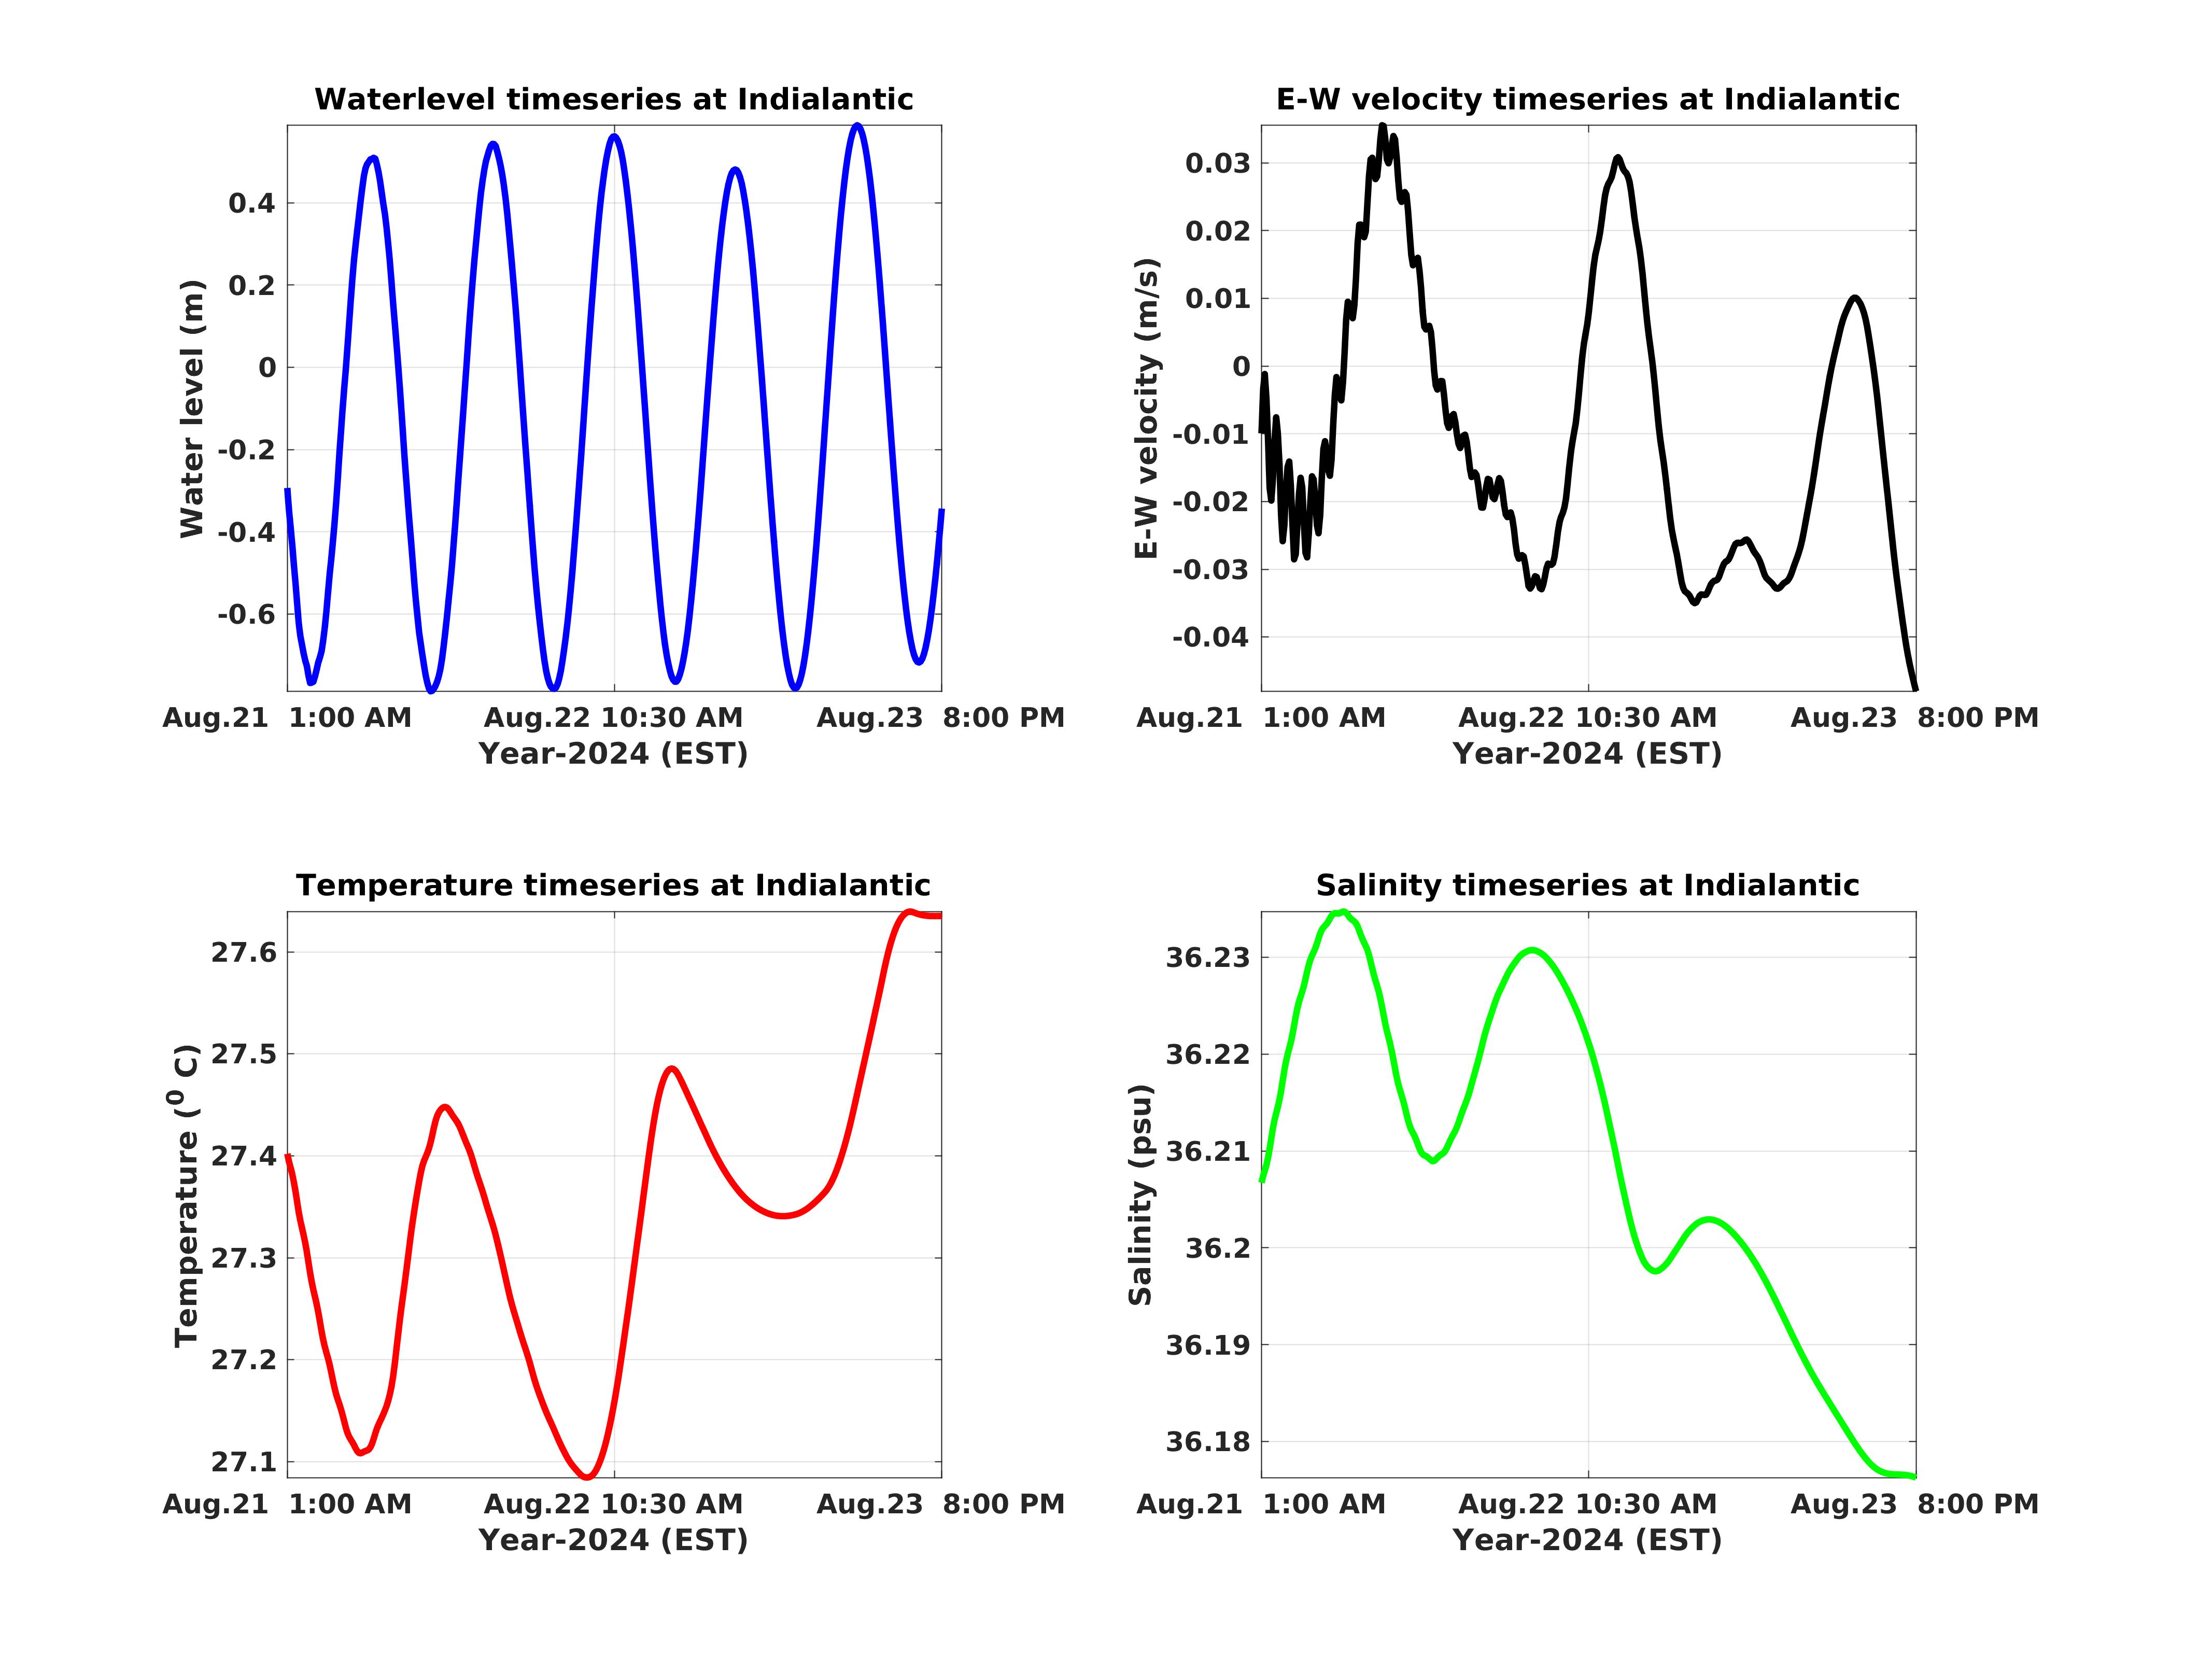 Waterlevel timeseries at Indialantic
Water level (m)
0.4
0.2
0
-0.2
-0.4
-0.6
Aug.21 1:00 AM Aug.22 10:30 AM Aug.23 8:00 PM
Year-2024 (EST)
E-W velocity timeseries at Indialantic
E-W velocity (m/s)
0.03
0.02
0.01
0
-0.01
-0.02
-0.03
-0.04
Aug.21 1:00 AM Aug.22 10:30 AM Aug.23 8:00 PM
Year-2024 (EST)
Temperature timeseries at Indialantic
Temperature (⁰ C)
27.6
27.5
27.4
27.3
27.2
27.1
Aug.21 1:00 AM Aug.22 10:30 AM Aug.23 8:00 PM
Year-2024 (EST)
Salinity timeseries at Indialantic
Salinity (psu)
36.23
36.22
36.21
36.2
36.19
36.18
Aug.21 1:00 AM Aug.22 10:30 AM Aug.23 8:00 PM
Year-2024 (EST)